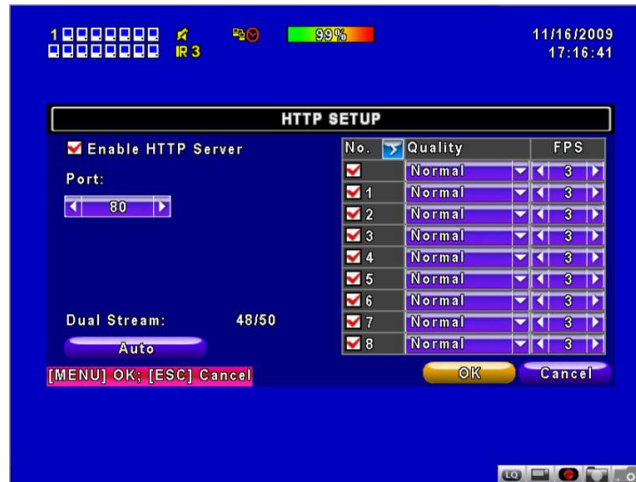 1 99% 11/16/2009
IR 3 17:16:41
HTTP SETUP
Enable HTTP Server
Port:
80
Dual Stream: 48/50
Auto
No. Quality FPS
Normal 3
1 Normal 3
2 Normal 3
3 Normal 3
4 Normal 3
5 Normal 3
6 Normal 3
7 Normal 3
8 Normal 3
[MENU] OK; [ESC] Cancel
OK Cancel
LQ